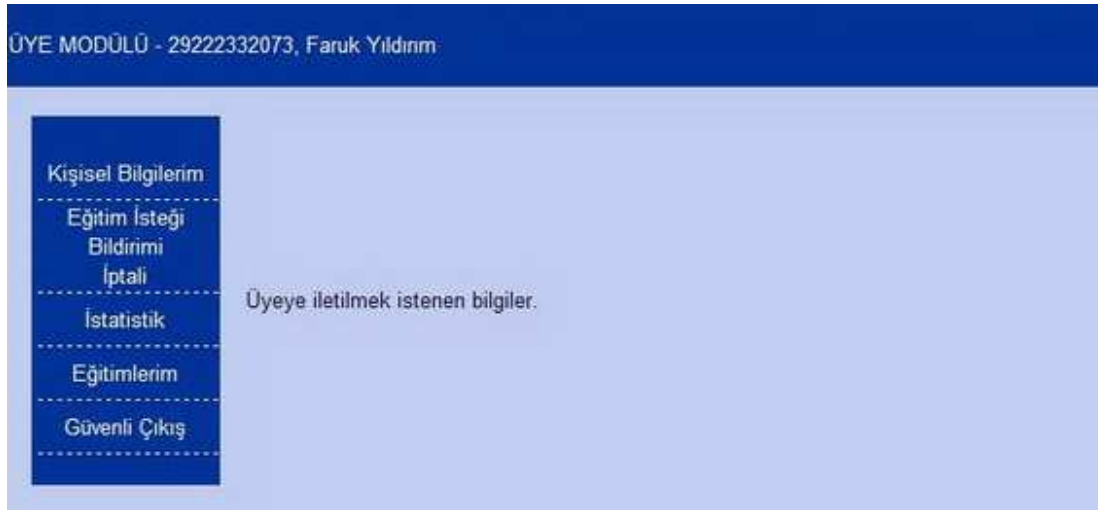 ÜYE MODÜLÜ - 29222332073, Faruk Yıldırım
Kişisel Bilgilerim
Eğitim İsteği
Bildirimi
İptali
İstatistik
Eğitimlerim
Güvenli Çıkış
Üyeye iletilmek istenen bilgiler.